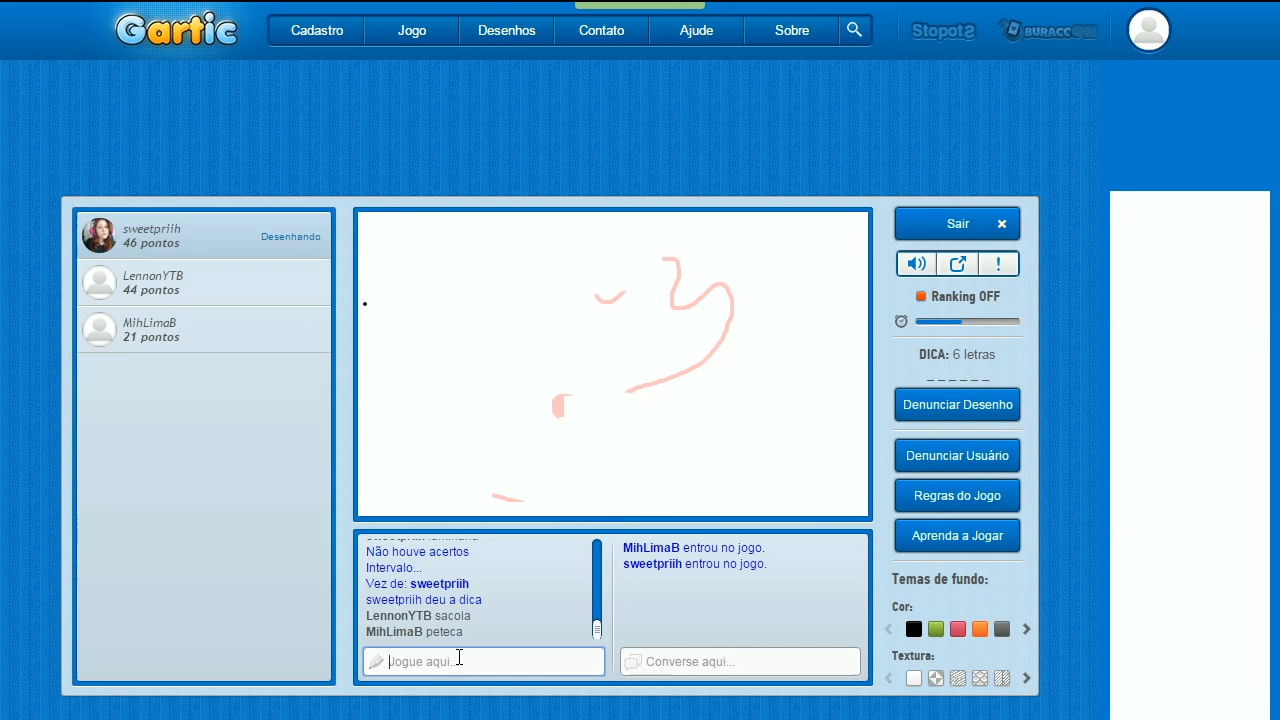 Gartic
Cadastro
Jogo
Desenhos
Contato
Ajude
Sobre
StopotS
BURACOON
sweetpriih
46 pontos
Desenhando
LennonYTB
44 pontos
MihLimaB
21 pontos
Sair
Ranking OFF
DICA: 6 letras
_ _ _ _ _ _
Denunciar Desenho
Denunciar Usuário
Regras do Jogo
Aprenda a Jogar
Temas de fundo:
Cor:
Textura:
Não houve acertos
Intervalo...
Vez de: sweetpriih
sweetpriih deu a dica
LennonYTB sacola
MihLimaB peteca
Jogue aqui...
MihLimaB entrou no jogo.
sweetpriih entrou no jogo.
Converse aqui...